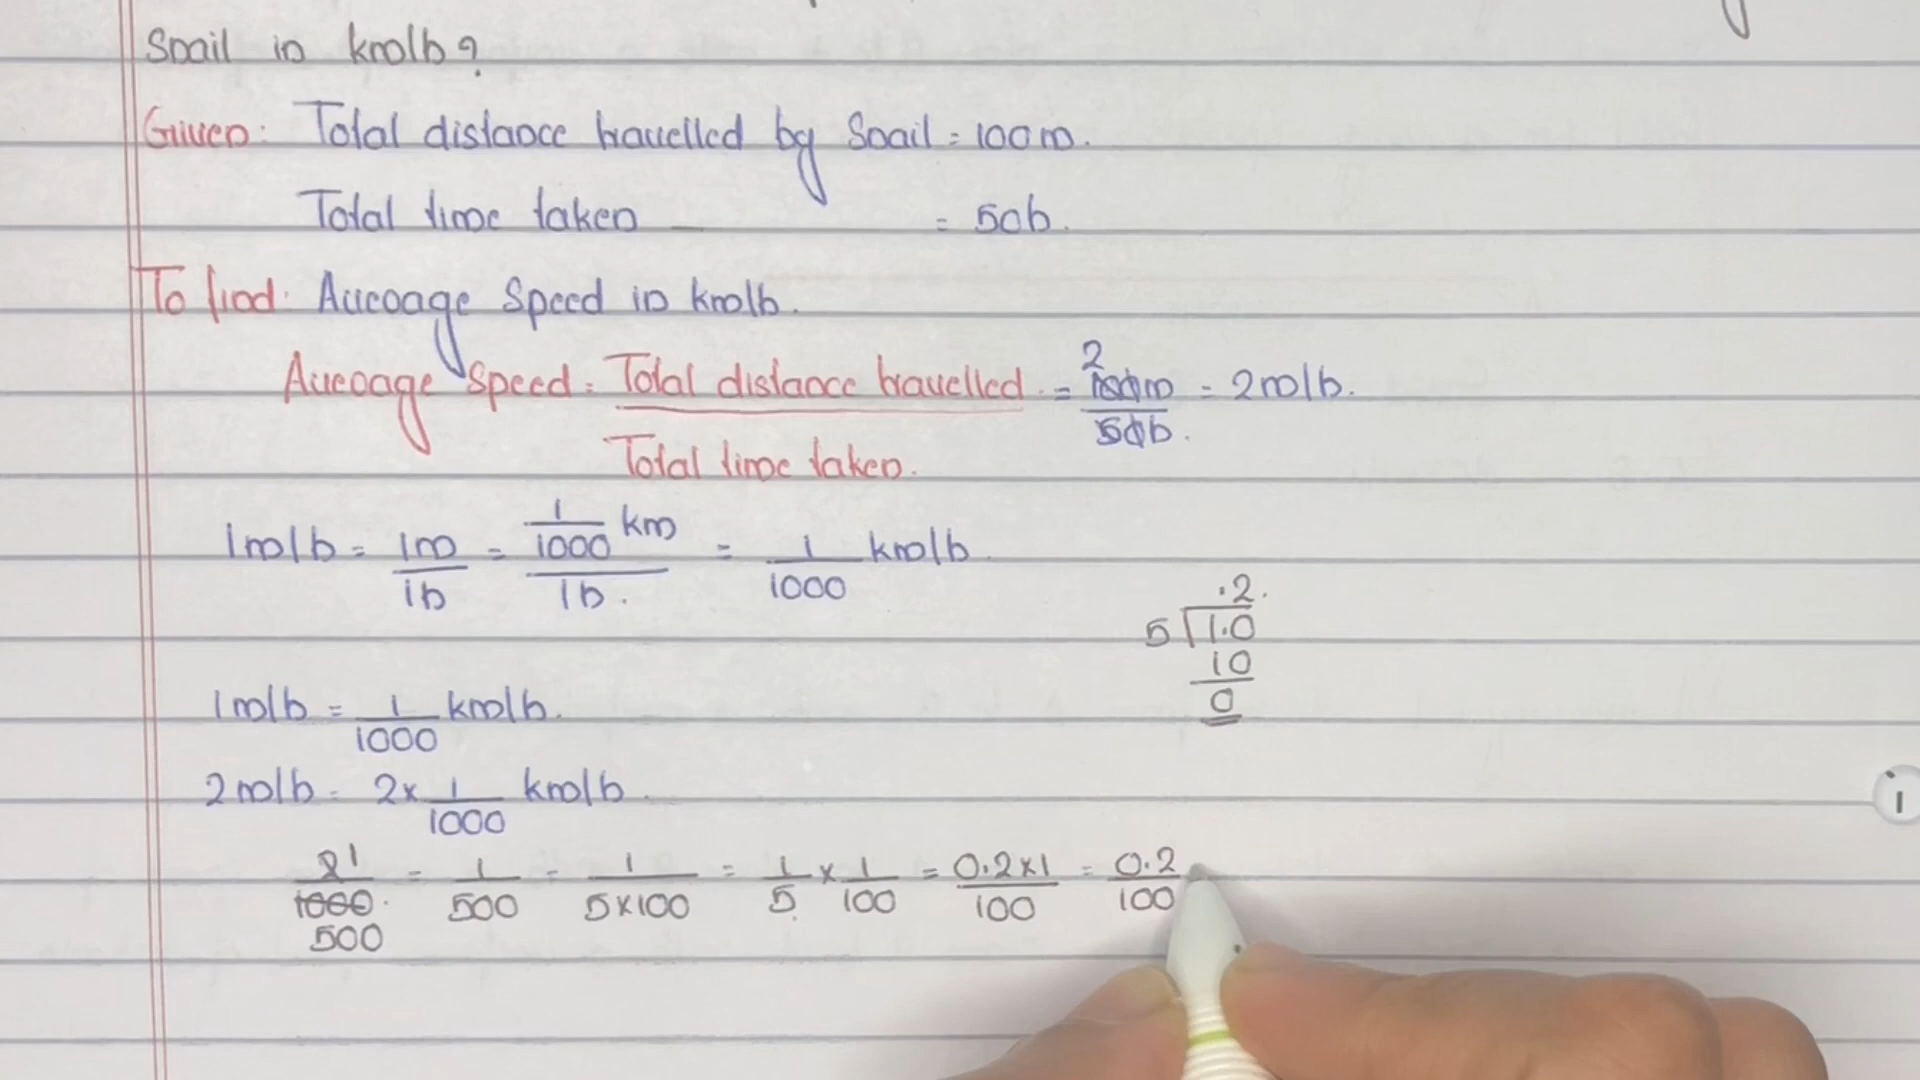 Snail in km/h?
Given: Total distance travelled by Snail = 100m.
Total time taken = 50h.
To find: Average Speed in km/h.
Average Speed = Total distance travelled = 2 100m = 2m/h.
Total time taken. 50h.
1m/h = 1m = 1/1000 km = 1 km/h
1h 1h. 1000
.2.
5 1.0
10
0
1m/h = 1/1000 km/h.
2m/h = 2 x 1/1000 km/h.
2 1 = 1 = 1 = 1 x 1 = 0.2x1 = 0.2
1000. 500 5x100 5 100 100 100
500
i